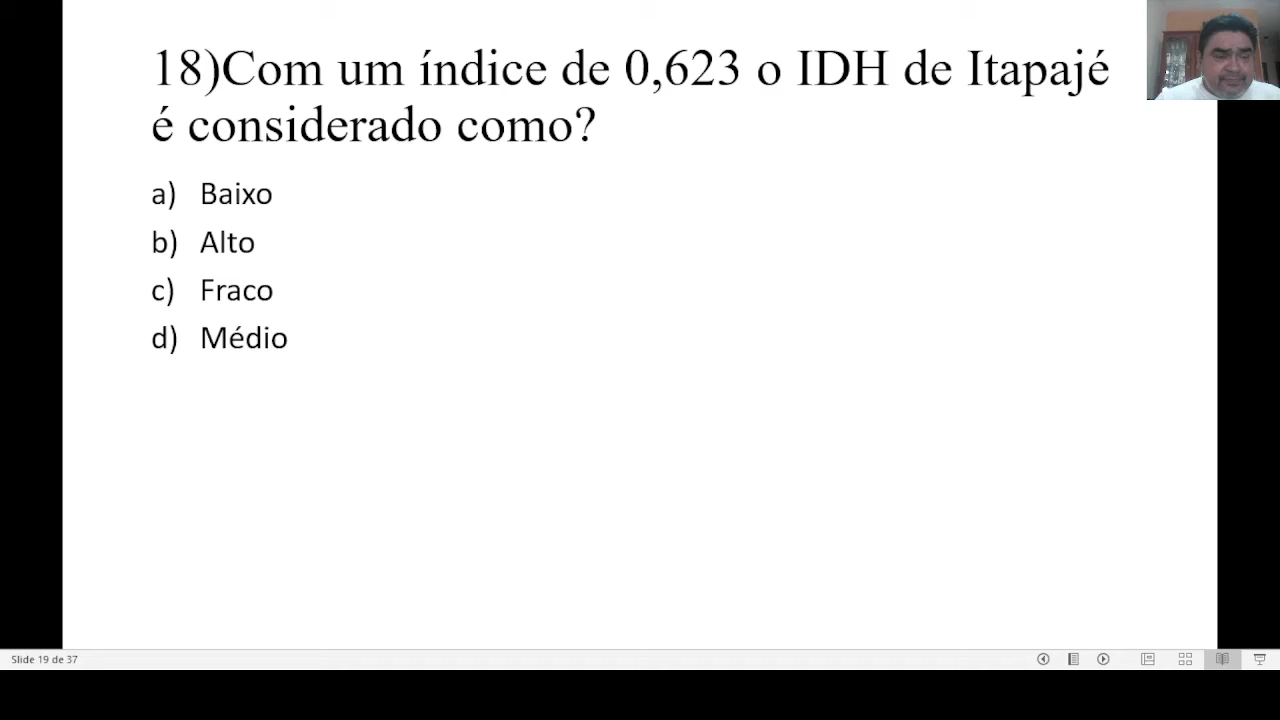 18)Com um índice de 0,623 o IDH de Itapajé
é considerado como?
a) Baixo
b) Alto
c) Fraco
d) Médio
Slide 19 de 37